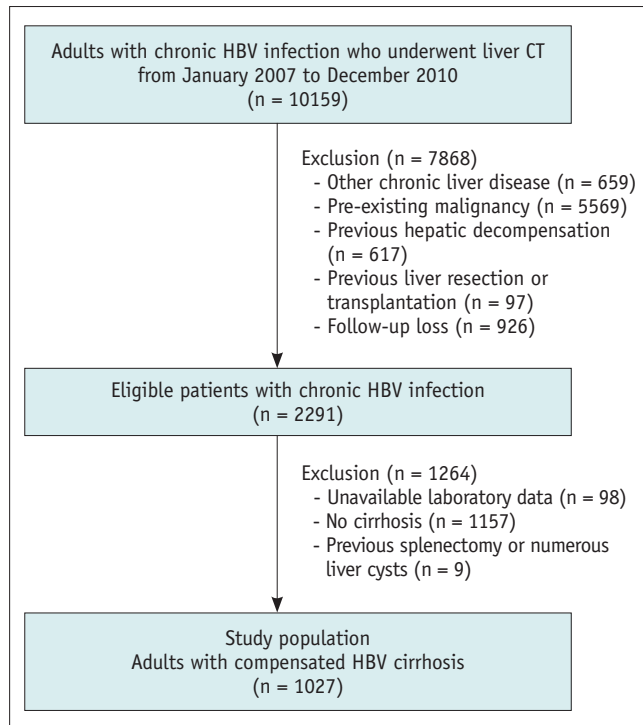 Adults with chronic HBV infection who underwent liver CT
from January 2007 to December 2010
(n = 10159)
Exclusion (n = 7868)
- Other chronic liver disease (n = 659)
- Pre-existing malignancy (n = 5569)
- Previous hepatic decompensation
(n = 617)
- Previous liver resection or
transplantation (n = 97)
- Follow-up loss (n = 926)
Eligible patients with chronic HBV infection
(n = 2291)
Exclusion (n = 1264)
- Unavailable laboratory data (n = 98)
- No cirrhosis (n = 1157)
- Previous splenectomy or numerous
liver cysts (n = 9)
Study population
Adults with compensated HBV cirrhosis
(n = 1027)